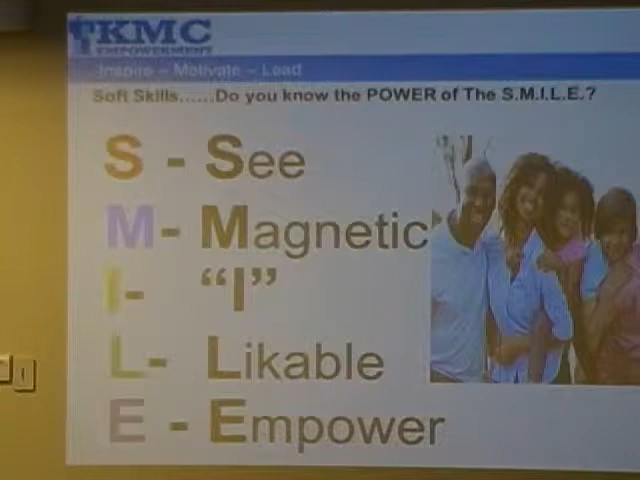 KMC
EMPOWERMENT
Inspire – Motivate – Lead
Soft Skills......Do you know the POWER of The S.M.I.L.E.?
S - See
M- Magnetic
I- “I”
L- Likable
E - Empower